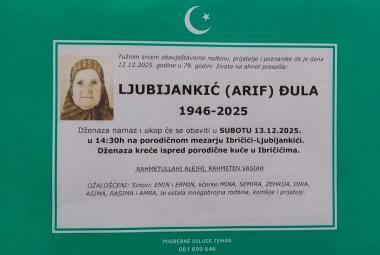 Tužnim srcem obavještavamo rodbinu, prijatelje i poznanike da je dana
12.12.2025. godine u 79. godini života na ahiret preselila:
LJUBIJANKIĆ (ARIF) ĐULA
1946-2025
Dženaza namaz i ukop će se obaviti u SUBOTU 13.12.2025.
u 14:30h na porodičnom mezarju Ibričići-Ljubijankići.
Dženaza kreće ispred porodične kuće u Ibričićima.
RAHMETULLAHI ALEJHI, RAHMETEN VASIAH
OŽALOŠĆENI: Sinovi: EMIN i ERMIN, kćerke:MINA, SEMIRA, ZEHRIJA, DIKA,
ASIMA, RASIMA i AMRA, te ostala mnogobrojna rodbina, komšije i prijatelji.
POGREBNE USLUGE ZEMAN
061 699 646